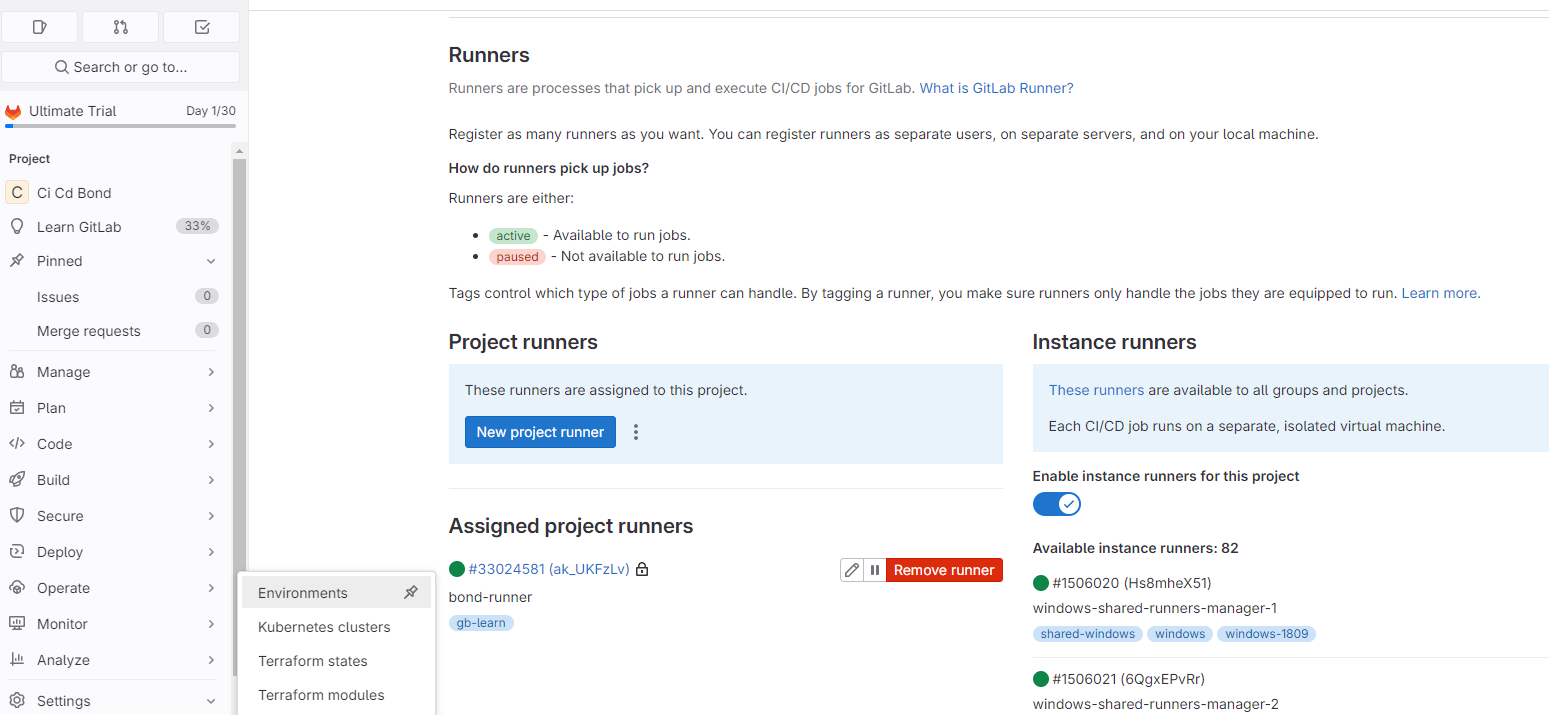 Search or go to...
Ultimate Trial
Day 1/30
Project
C
Ci Cd Bond
Learn GitLab
33%
Pinned
Issues
0
Merge requests
0
Manage
Plan
Code
Build
Secure
Deploy
Operate
Monitor
Analyze
Settings
Environments
Kubernetes clusters
Terraform states
Terraform modules
Runners
Runners are processes that pick up and execute CI/CD jobs for GitLab. What is GitLab Runner?
Register as many runners as you want. You can register runners as separate users, on separate servers, and on your local machine.
How do runners pick up jobs?
Runners are either:
active - Available to run jobs.
paused - Not available to run jobs.
Tags control which type of jobs a runner can handle. By tagging a runner, you make sure runners only handle the jobs they are equipped to run. Learn more.
Project runners
These runners are assigned to this project.
New project runner
Assigned project runners
#33024581 (ak_UKFzLv)
Remove runner
bond-runner
gb-learn
Instance runners
These runners are available to all groups and projects.
Each CI/CD job runs on a separate, isolated virtual machine.
Enable instance runners for this project
Available instance runners: 82
#1506020 (Hs8mheX51)
windows-shared-runners-manager-1
shared-windows windows windows-1809
#1506021 (6QgxEPvRr)
windows-shared-runners-manager-2